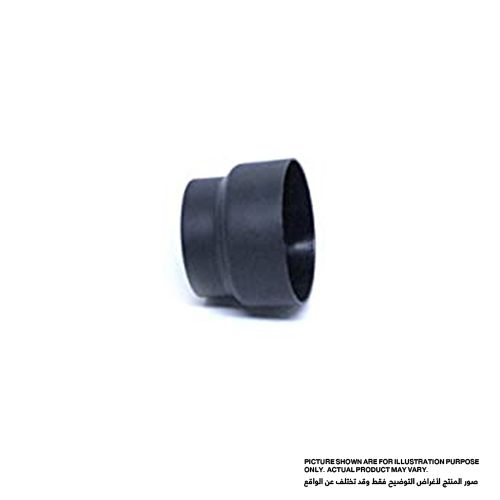 PICTURE SHOWN ARE FOR ILLUSTRATION PURPOSE
ONLY. ACTUAL PRODUCT MAY VARY.
صور المنتج لأغراض التوضيح فقط وقد تختلف عن الواقع